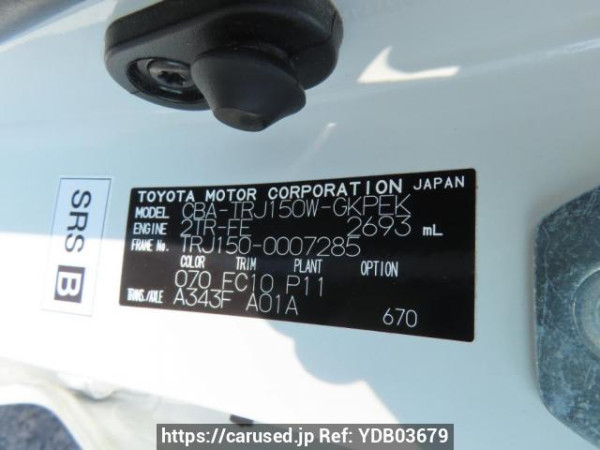 SRS B
TOYOTA MOTOR CORPORATION JAPAN
MODEL CBA-TRJ150W-GKPEK
ENGINE 2TR-FE 2693 mL
FRAME No. TRJ150-0007285
COLOR TRIM PLANT OPTION
070 FC10 P11
TRANS./AXLE A343F A01A
670
https://carused.jp Ref: YDB03679